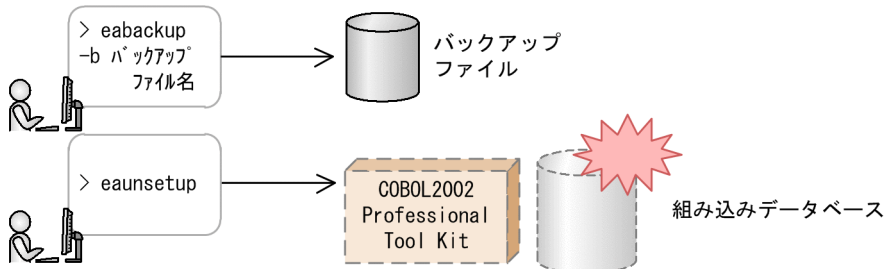 > eabackup
-b ﾊﾞｯｸｱｯﾌﾟ
ﾌｧｲﾙ名
バックアップ
ファイル
> eaunsetup
COBOL2002
Professional
Tool Kit
組み込みデータベース